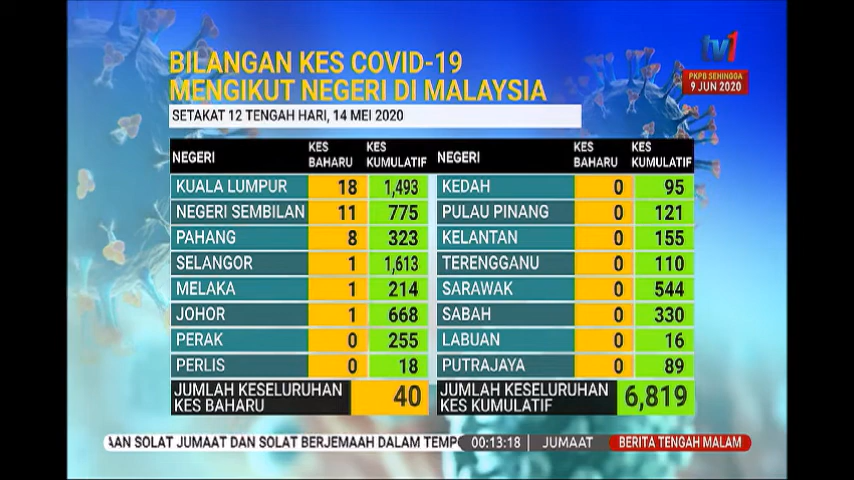 BILANGAN KES COVID-19
MENGIKUT NEGERI DI MALAYSIA
tv1
PKPB SEHINGGA
9 JUN 2020
SETAKAT 12 TENGAH HARI, 14 MEI 2020
NEGERI KES BAHARU KES KUMULATIF NEGERI KES BAHARU KES KUMULATIF
KUALA LUMPUR 18 1,493 KEDAH 0 95
NEGERI SEMBILAN 11 775 PULAU PINANG 0 121
PAHANG 8 323 KELANTAN 0 155
SELANGOR 1 1,613 TERENGGANU 0 110
MELAKA 1 214 SARAWAK 0 544
JOHOR 1 668 SABAH 0 330
PERAK 0 255 LABUAN 0 16
PERLIS 0 18 PUTRAJAYA 0 89
JUMLAH KESELURUHAN KES BAHARU 40 JUMLAH KESELURUHAN KES KUMULATIF 6,819
AAN SOLAT JUMAAT DAN SOLAT BERJEMAAH DALAM TEMP 00:13:18 JUMAAT BERITA TENGAH MALAM